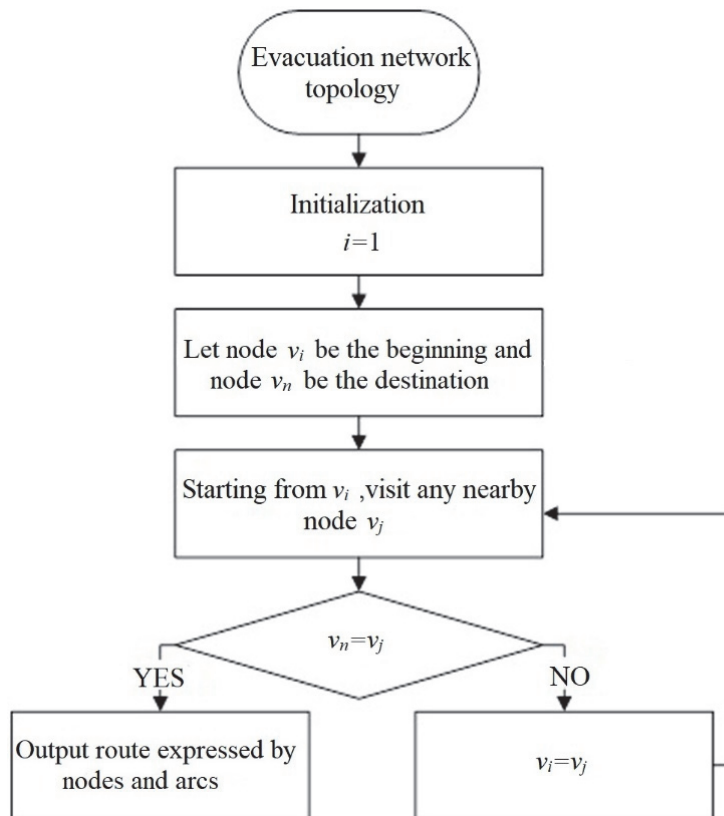 Evacuation network
topology
Initialization
i=1
Let node vᵢ be the beginning and
node vₙ be the destination
Starting from vᵢ ,visit any nearby
node vⱼ
vₙ=vⱼ
YES
NO
Output route expressed by
nodes and arcs
vᵢ=vⱼ